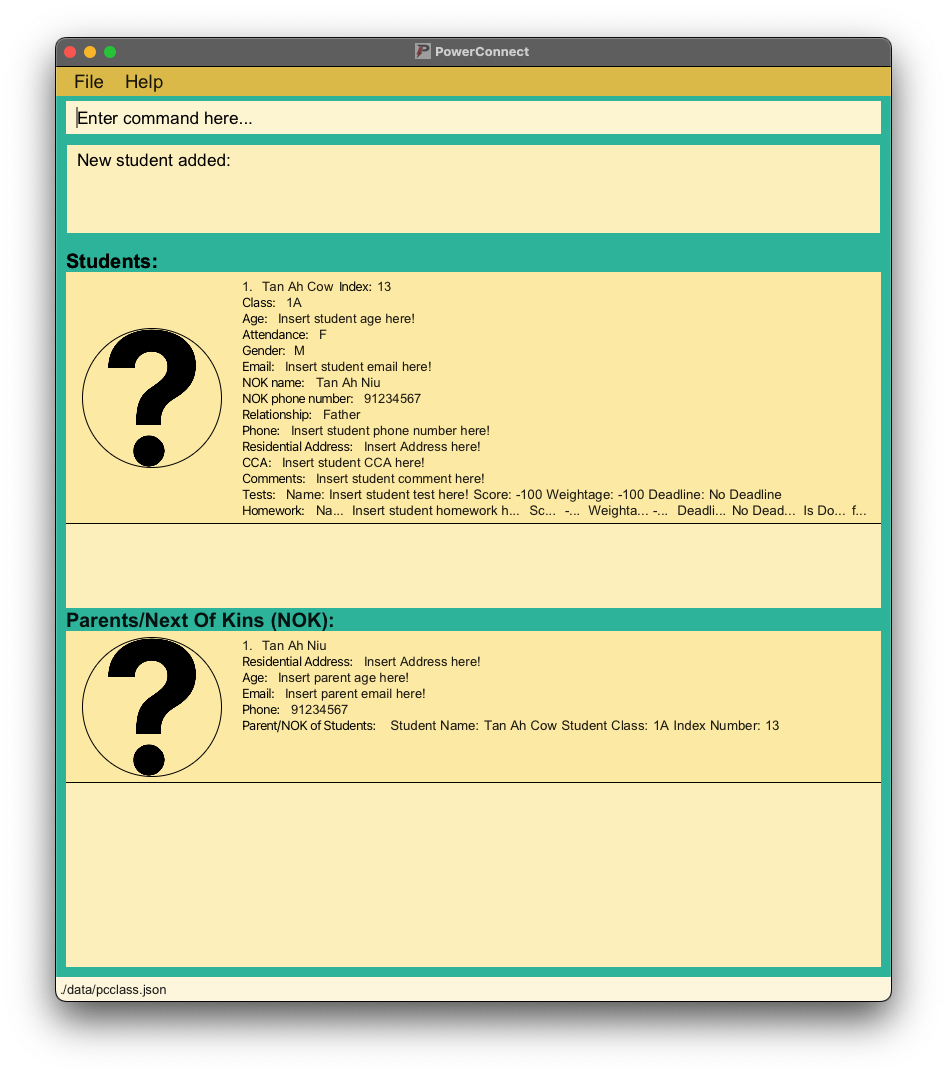 PowerConnect
File Help
Enter command here...
New student added:
Students:
1. Tan Ah Cow Index: 13
Class: 1A
Age: Insert student age here!
Attendance: F
Gender: M
Email: Insert student email here!
NOK name: Tan Ah Niu
NOK phone number: 91234567
Relationship: Father
Phone: Insert student phone number here!
Residential Address: Insert Address here!
CCA: Insert student CCA here!
Comments: Insert student comment here!
Tests: Name: Insert student test here! Score: -100 Weightage: -100 Deadline: No Deadline
Homework: Na... Insert student homework h... Sc... -... Weighta... -... Deadli... No Dead... Is Do... f...
Parents/Next Of Kins (NOK):
1. Tan Ah Niu
Residential Address: Insert Address here!
Age: Insert parent age here!
Email: Insert parent email here!
Phone: 91234567
Parent/NOK of Students: Student Name: Tan Ah Cow Student Class: 1A Index Number: 13
./data/pcclass.json